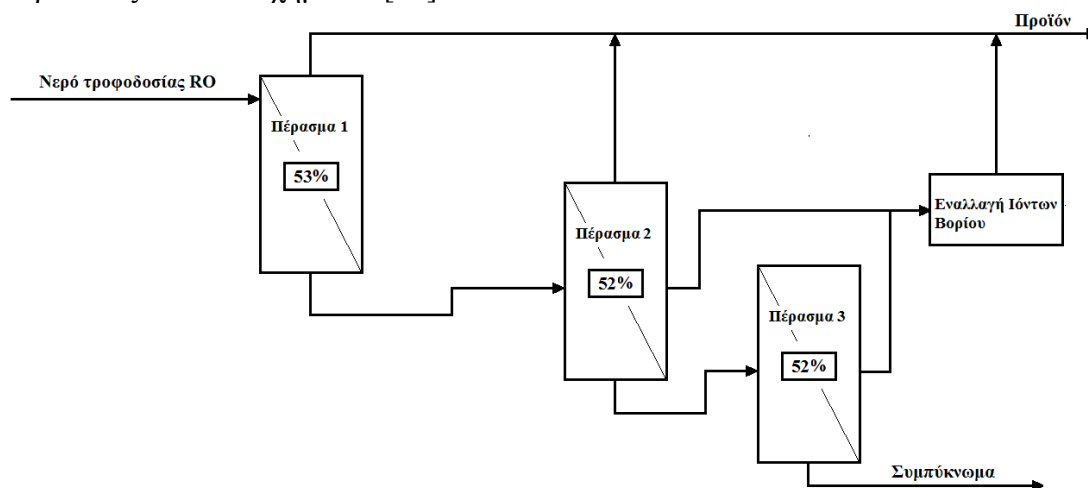 Προϊόν
Νερό τροφοδοσίας RO
Πέρασμα 1
53%
Πέρασμα 2
52%
Εναλλαγή Ιόντων
Βορίου
Πέρασμα 3
52%
Συμπύκνωμα